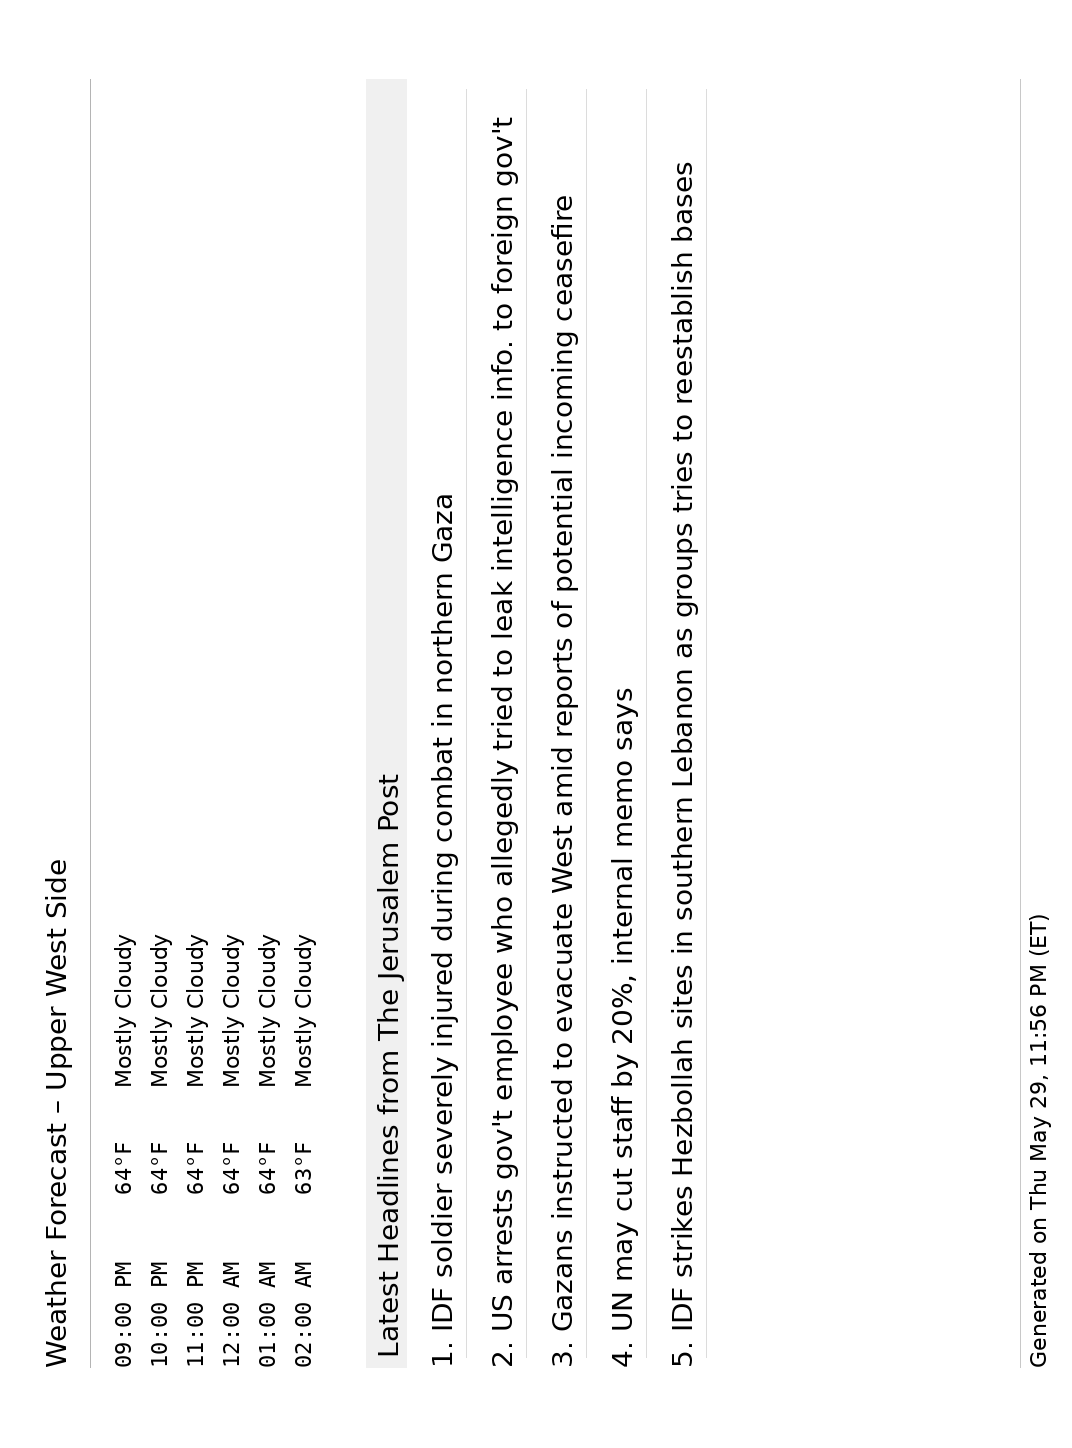 Weather Forecast – Upper West Side
09:00 PM 64°F Mostly Cloudy
10:00 PM 64°F Mostly Cloudy
11:00 PM 64°F Mostly Cloudy
12:00 AM 64°F Mostly Cloudy
01:00 AM 64°F Mostly Cloudy
02:00 AM 63°F Mostly Cloudy
Latest Headlines from The Jerusalem Post
1. IDF soldier severely injured during combat in northern Gaza
2. US arrests gov't employee who allegedly tried to leak intelligence info. to foreign gov't
3. Gazans instructed to evacuate West amid reports of potential incoming ceasefire
4. UN may cut staff by 20%, internal memo says
5. IDF strikes Hezbollah sites in southern Lebanon as groups tries to reestablish bases
Generated on Thu May 29, 11:56 PM (ET)